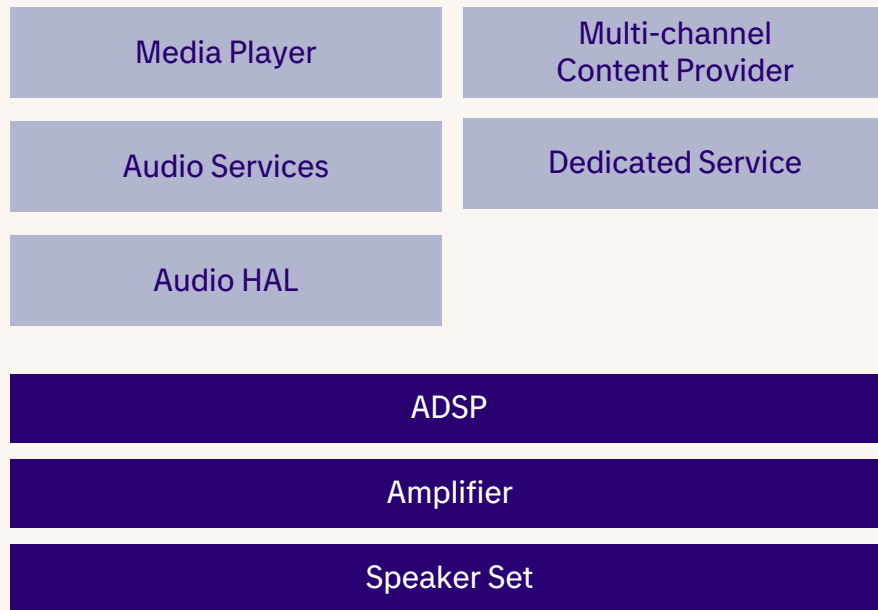 Media Player
Multi-channel
Content Provider
Audio Services
Dedicated Service
Audio HAL
ADSP
Amplifier
Speaker Set